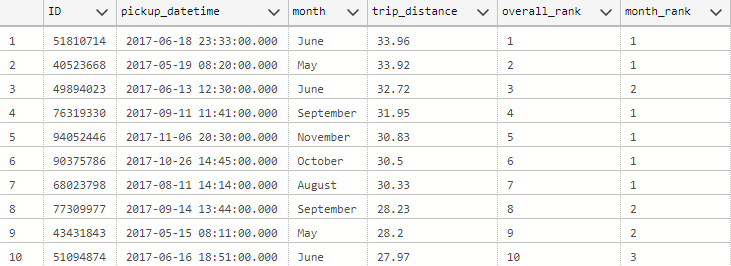 ID pickup_datetime month trip_distance overall_rank month_rank
1 51810714 2017-06-18 23:33:00.000 June 33.96 1 1
2 40523668 2017-05-19 08:20:00.000 May 33.92 2 1
3 49894023 2017-06-13 12:30:00.000 June 32.72 3 2
4 76319330 2017-09-11 11:41:00.000 September 31.95 4 1
5 94052446 2017-11-06 20:30:00.000 November 30.83 5 1
6 90375786 2017-10-26 14:45:00.000 October 30.5 6 1
7 68023798 2017-08-11 14:14:00.000 August 30.33 7 1
8 77309977 2017-09-14 13:44:00.000 September 28.23 8 2
9 43431843 2017-05-15 08:11:00.000 May 28.2 9 2
10 51094874 2017-06-16 18:51:00.000 June 27.97 10 3